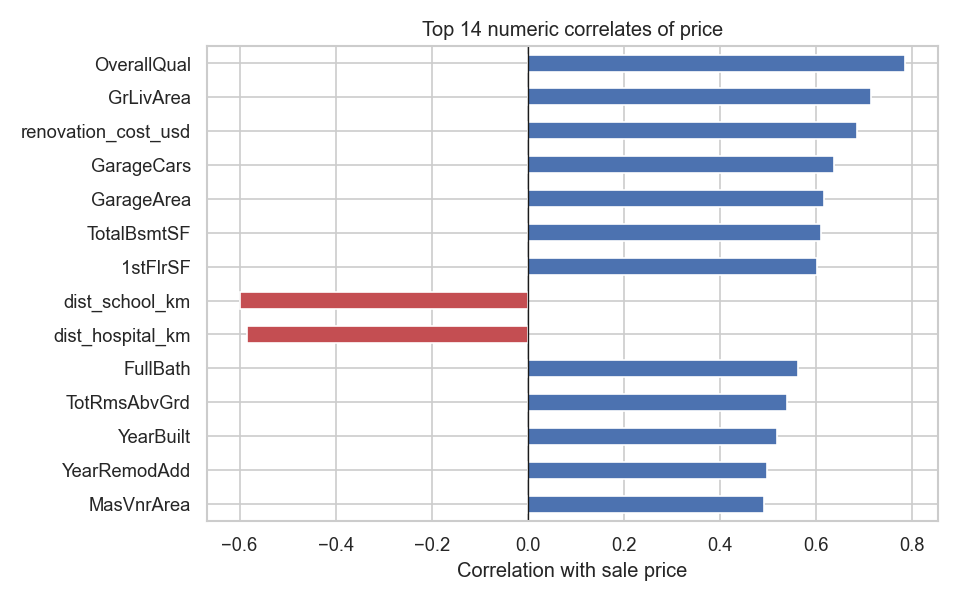 Top 14 numeric correlates of price
OverallQual
GrLivArea
renovation_cost_usd
GarageCars
GarageArea
TotalBsmtSF
1stFlrSF
dist_school_km
dist_hospital_km
FullBath
TotRmsAbvGrd
YearBuilt
YearRemodAdd
MasVnrArea
−0.6 −0.4 −0.2 0.0 0.2 0.4 0.6 0.8
Correlation with sale price